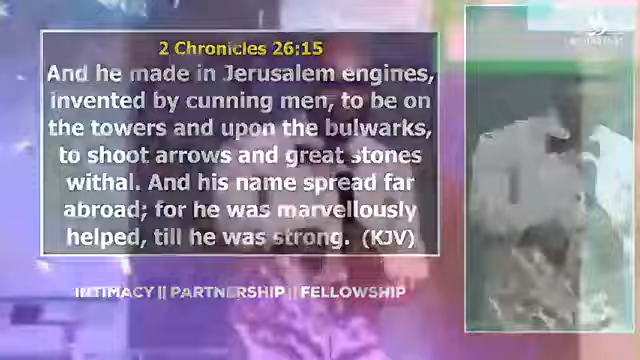 2 Chronicles 26:15
And he made in Jerusalem engines,
invented by cunning men, to be on
the towers and upon the bulwarks,
to shoot arrows and great stones
withal. And his name spread far
abroad; for he was marvellously
helped, till he was strong. (KJV)
INTIMACY || PARTNERSHIP || FELLOWSHIP